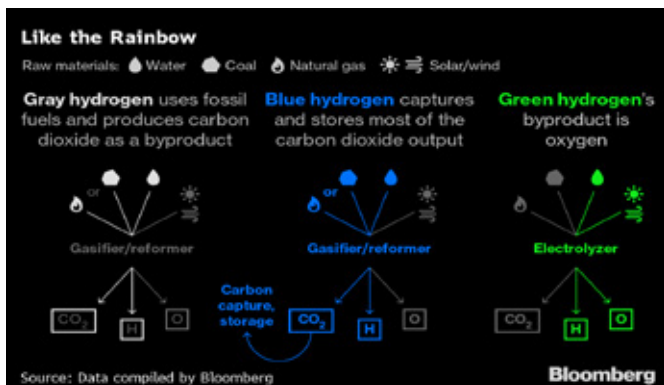 Like the Rainbow
Raw materials: Water Coal Natural gas Solar/wind
Gray hydrogen uses fossil
fuels and produces carbon
dioxide as a byproduct
or
Gasifier/reformer
CO₂ H O
Blue hydrogen captures
and stores most of the
carbon dioxide output
or
Gasifier/reformer
Carbon
capture,
storage
CO₂ H O
Green hydrogen's
byproduct is
oxygen
Electrolyzer
CO₂ H O
Source: Data compiled by Bloomberg
Bloomberg